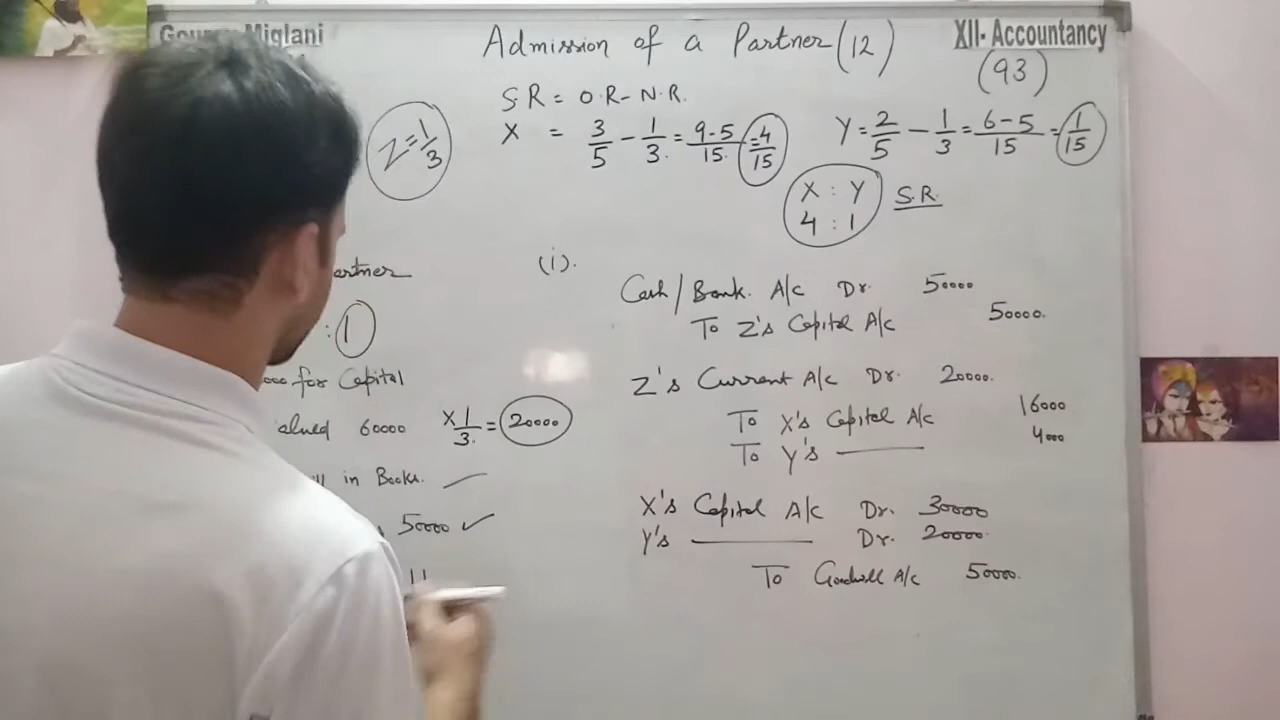 Gourav Miglani
Admission of a Partner (12)
XII- Accountancy
(93)
S.R = O.R - N.R.
Z = 1/3
X = 3/5 - 1/3 = 9-5/15 = 4/15
Y = 2/5 - 1/3 = 6-5/15 = 1/15
X : Y S.R.
4 : 1
artner
: 1
000 for Capital
alued 60000 x 1/3 = 20000
ll in Books.
50000 ✓
(i).
Cash/Bank. A/c Dr. 50000
To Z's Capital A/c 50000.
Z's Current A/c Dr. 20000.
To X's Capital A/c 16000
To Y's —— 4000
X's Capital A/c Dr. 30000
Y's —— Dr. 20000.
To Goodwill A/c 50000.